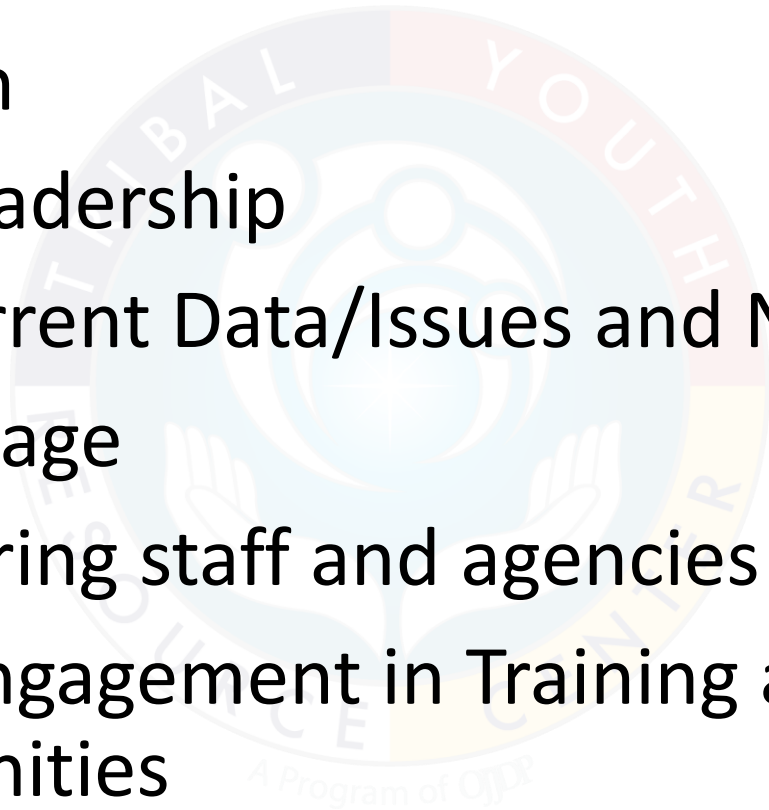 n
adership
rrent Data/Issues and N
age
ring staff and agencies
ngagement in Training a
nities
TRIBAL YOUTH
RESOURCE CENTER
A Program of OJJDP